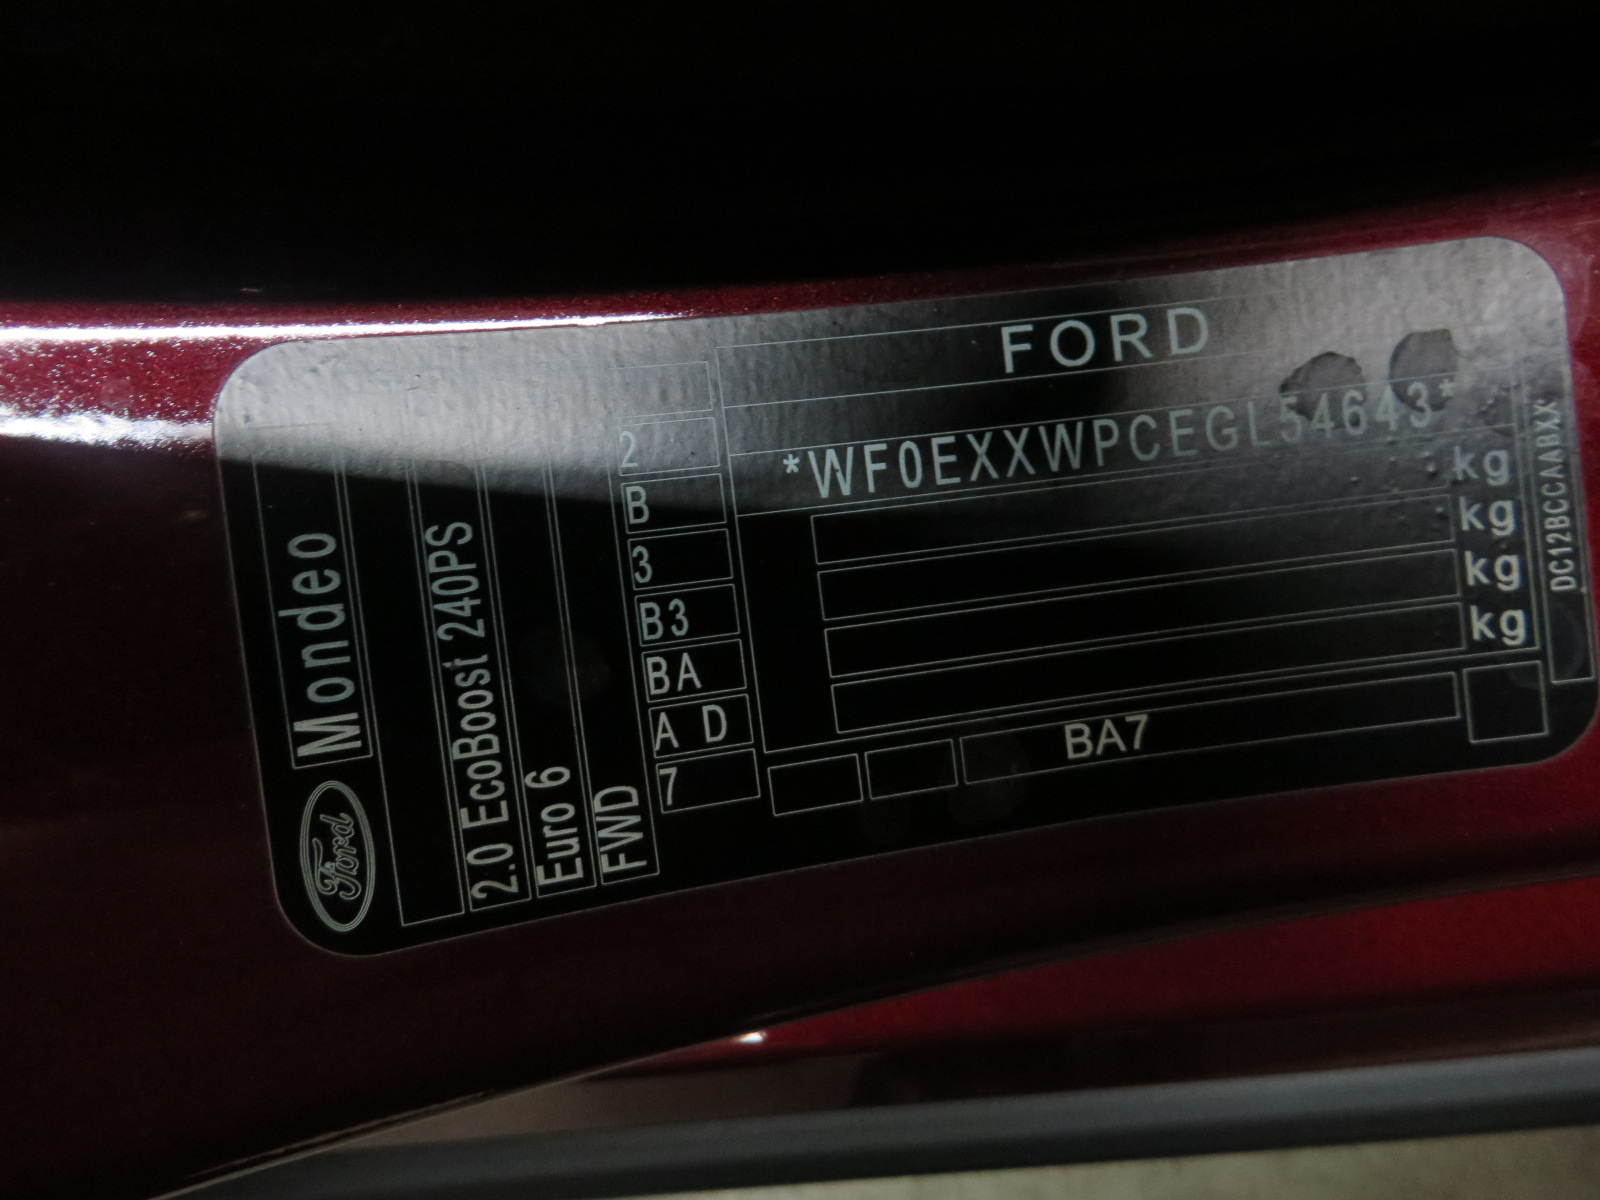 FORD
*WF0EXXWPCEGL54643*
kg
kg
kg
kg
BA7
2
B
3
B3
BA
A D
7
Ford
Mondeo
2.0 EcoBoost 240PS
Euro 6
FWD
DC12BCCAABXX